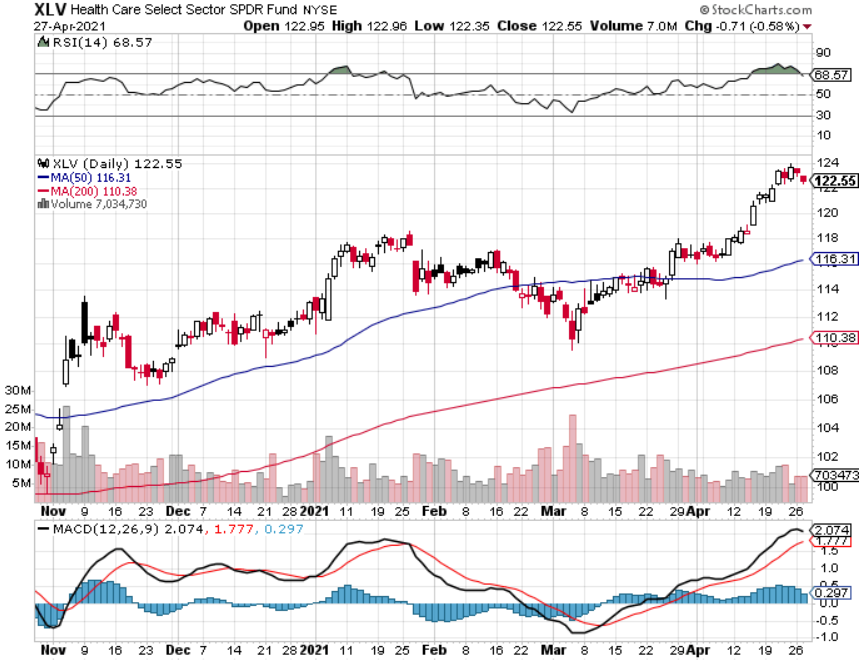 XLV Health Care Select Sector SPDR Fund NYSE © StockCharts.com
27-Apr-2021 Open 122.95 High 122.96 Low 122.35 Close 122.55 Volume 7.0M Chg -0.71 (-0.58%)
RSI(14) 68.57
90
68.57
50
30
10
XLV (Daily) 122.55
MA(50) 116.31
MA(200) 110.38
Volume 7,034,730
124
122.55
120
118
116.31
114
112
110.38
108
106
104
102
703473
100
30M
25M
20M
15M
10M
5M
Nov 9 16 23 Dec 7 14 21 28 2021 11 19 25 Feb 8 16 22 Mar 8 15 22 29 Apr 12 19 26
MACD(12,26,9) 2.074, 1.777, 0.297
2.074
1.777
1.5
1.0
0.5
0.297
0.0
-0.5
-1.0
Nov 9 16 23 Dec 7 14 21 28 2021 11 19 25 Feb 8 16 22 Mar 8 15 22 29 Apr 12 19 26